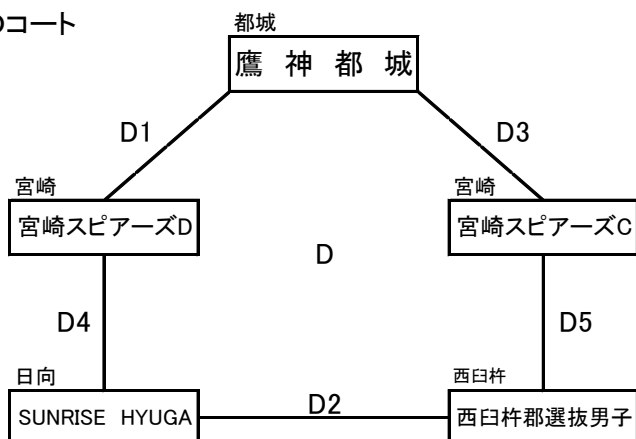 コート
都城
鷹 神 都 城
D1
D3
宮崎
宮崎
宮崎スピアーズD
宮崎スピアーズC
D
D4
D5
日向
西臼杵
SUNRISE HYUGA
D2
西臼杵郡選抜男子